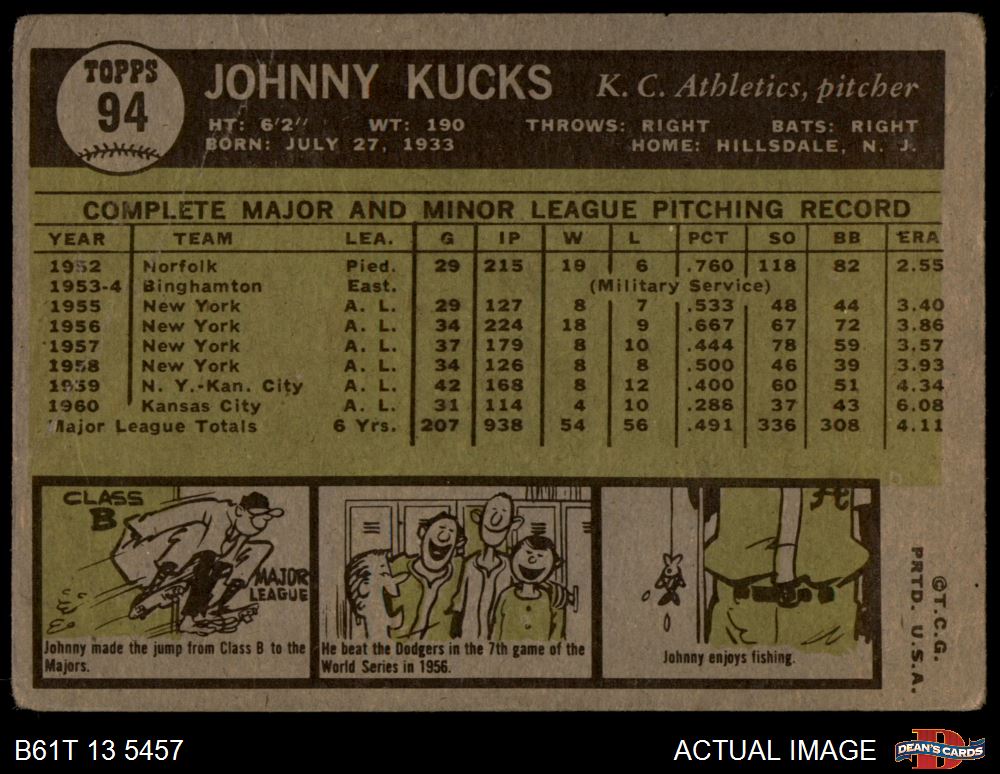 TOPPS
94
JOHNNY KUCKS K. C. Athletics, pitcher
HT: 6'2" WT: 190 THROWS: RIGHT BATS: RIGHT
BORN: JULY 27, 1933 HOME: HILLSDALE, N. J.
COMPLETE MAJOR AND MINOR LEAGUE PITCHING RECORD
YEAR TEAM LEA. G IP W L PCT SO BB ERA
1952 Norfolk Pied. 29 215 19 6 .760 118 82 2.55
1953-4 Binghamton East. (Military Service)
1955 New York A. L. 29 127 8 7 .533 48 44 3.40
1956 New York A. L. 34 224 18 9 .667 67 72 3.86
1957 New York A. L. 37 179 8 10 .444 78 59 3.57
1958 New York A. L. 34 126 8 8 .500 46 39 3.93
1959 N. Y.-Kan. City A. L. 42 168 8 12 .400 60 51 4.34
1960 Kansas City A. L. 31 114 4 10 .286 37 43 6.08
Major League Totals 6 Yrs. 207 938 54 56 .491 336 308 4.11
CLASS
B
MAJOR
LEAGUE
Johnny made the jump from Class B to the
Majors.
He beat the Dodgers in the 7th game of the
World Series in 1956.
A
Johnny enjoys fishing.
©T.C.G.
PRTD. U.S.A.
B61T 13 5457 ACTUAL IMAGE
D
DEAN'S CARDS